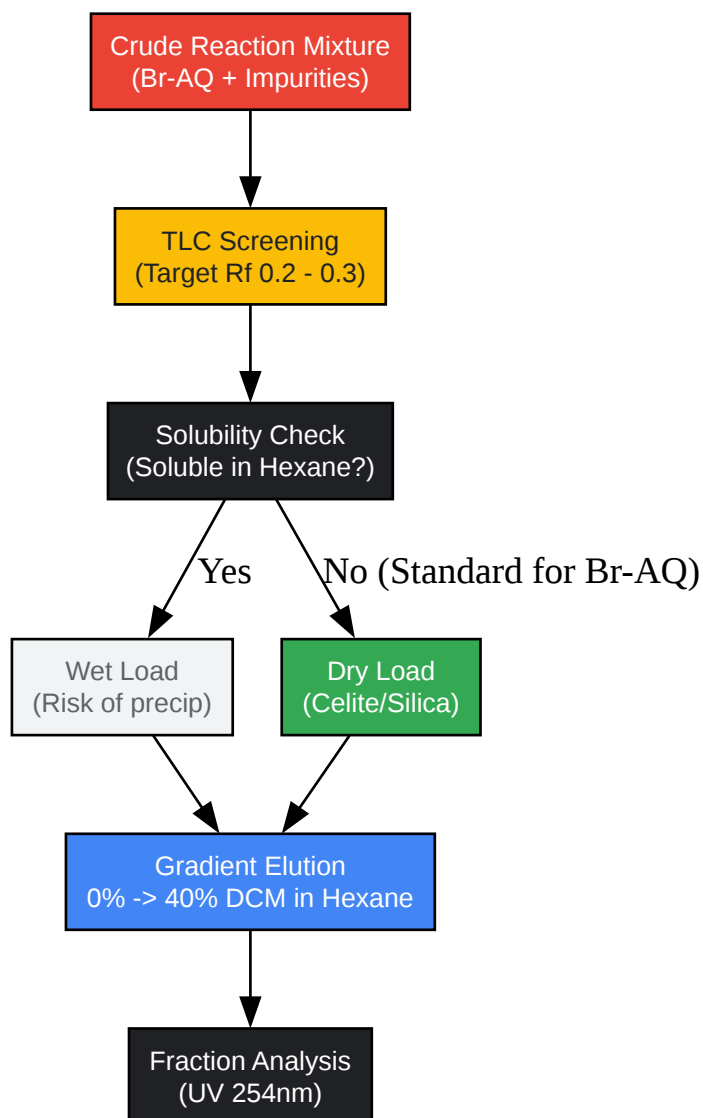 Crude Reaction Mixture
(Br-AQ + Impurities)
TLC Screening
(Target Rf 0.2 - 0.3)
Solubility Check
(Soluble in Hexane?)
Yes
No (Standard for Br-AQ)
Wet Load
(Risk of precip)
Dry Load
(Celite/Silica)
Gradient Elution
0% -> 40% DCM in Hexane
Fraction Analysis
(UV 254nm)